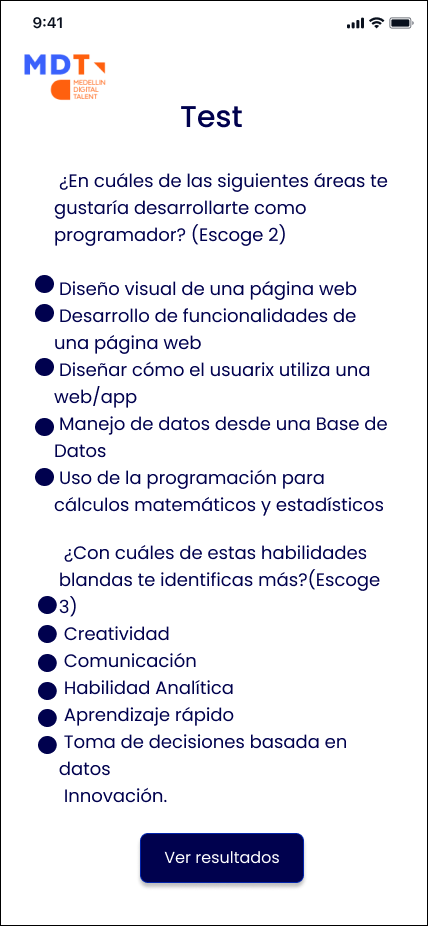 9:41
MDT
MEDELLIN
DIGITAL
TALENT
Test
¿En cuáles de las siguientes áreas te
gustaría desarrollarte como
programador? (Escoge 2)
Diseño visual de una página web
Desarrollo de funcionalidades de
una página web
Diseñar cómo el usuarix utiliza una
web/app
Manejo de datos desde una Base de
Datos
Uso de la programación para
cálculos matemáticos y estadísticos
¿Con cuáles de estas habilidades
blandas te identificas más?(Escoge
3)
Creatividad
Comunicación
Habilidad Analítica
Aprendizaje rápido
Toma de decisiones basada en
datos
Innovación.
Ver resultados